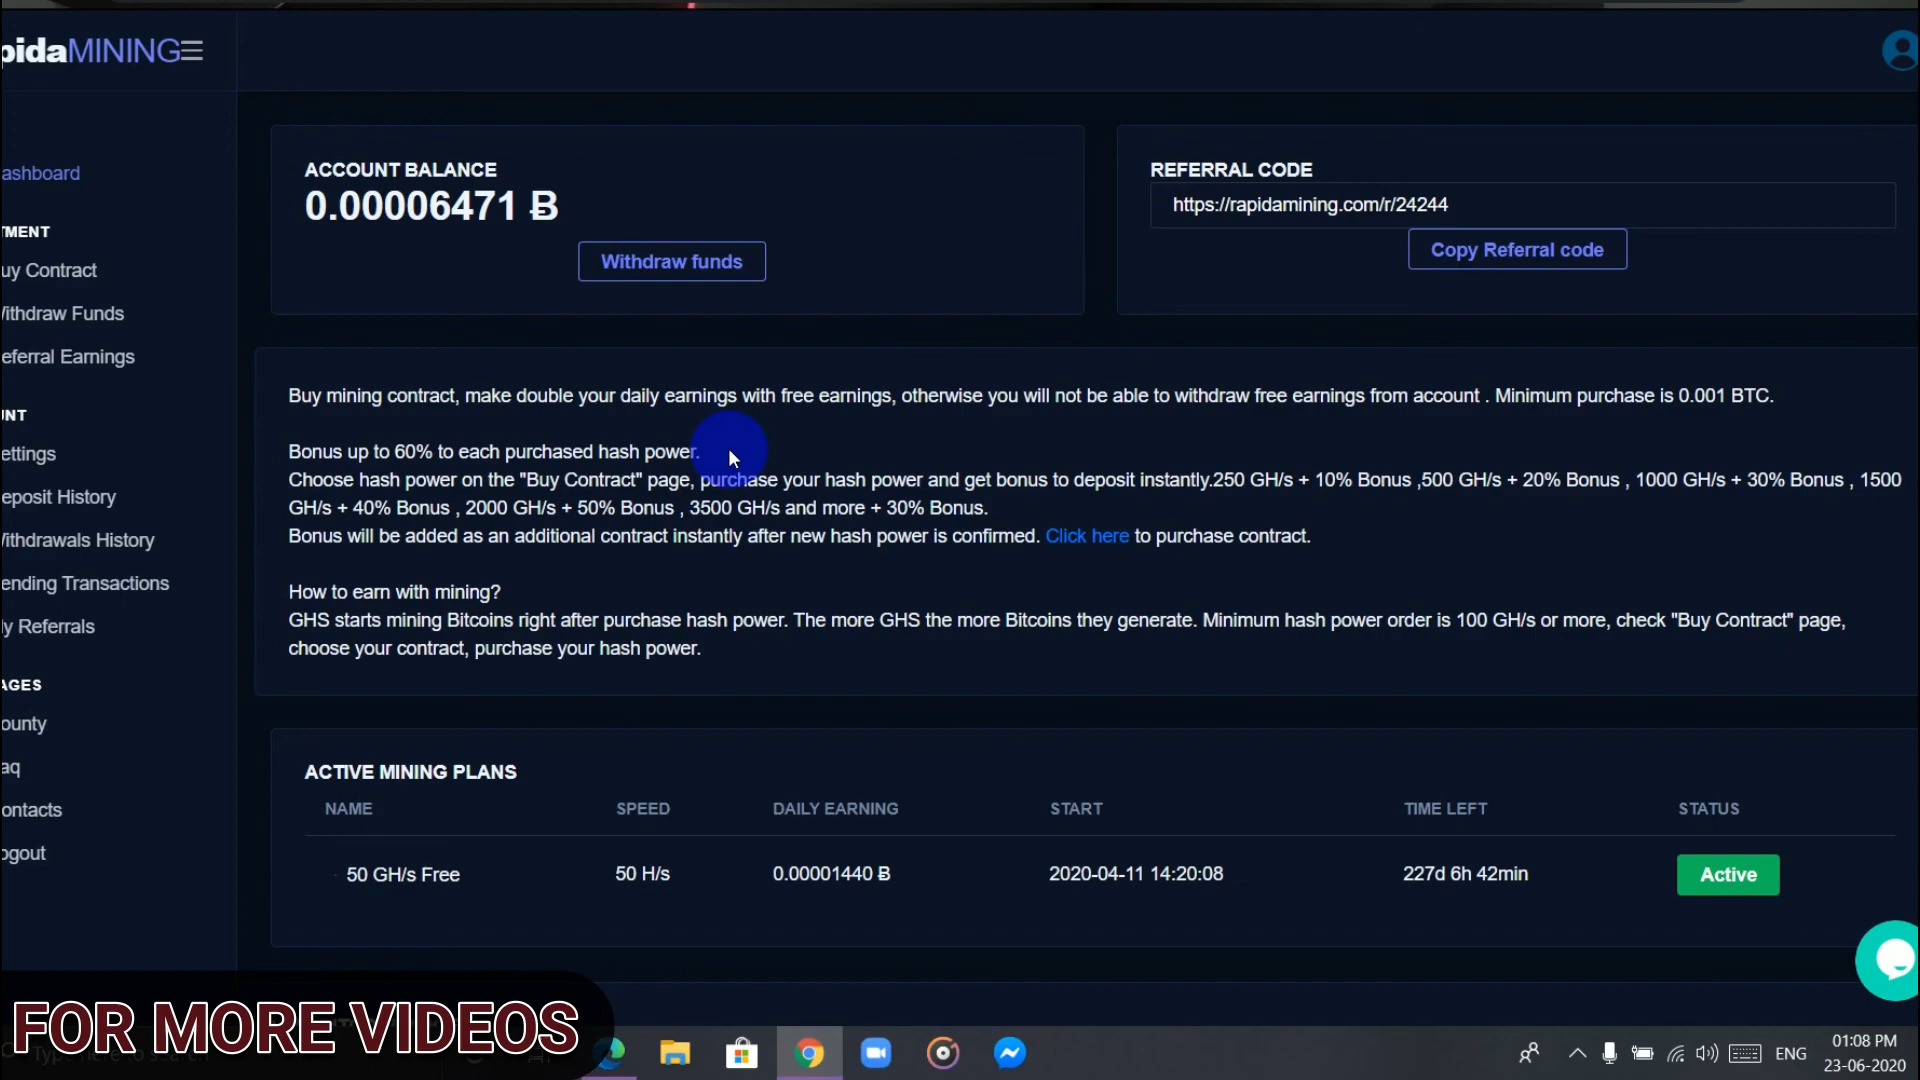 pidaMINING
ashboard
TMENT
uy Contract
ithdraw Funds
eferral Earnings
UNT
ettings
eposit History
ithdrawals History
ending Transactions
y Referrals
AGES
ounty
aq
ontacts
ogout
ACCOUNT BALANCE
0.00006471 Ƀ
Withdraw funds
REFERRAL CODE
https://rapidamining.com/r/24244
Copy Referral code
Buy mining contract, make double your daily earnings with free earnings, otherwise you will not be able to withdraw free earnings from account . Minimum purchase is 0.001 BTC.
Bonus up to 60% to each purchased hash power.
Choose hash power on the "Buy Contract" page, purchase your hash power and get bonus to deposit instantly.250 GH/s + 10% Bonus ,500 GH/s + 20% Bonus , 1000 GH/s + 30% Bonus , 1500
GH/s + 40% Bonus , 2000 GH/s + 50% Bonus , 3500 GH/s and more + 30% Bonus.
Bonus will be added as an additional contract instantly after new hash power is confirmed. Click here to purchase contract.
How to earn with mining?
GHS starts mining Bitcoins right after purchase hash power. The more GHS the more Bitcoins they generate. Minimum hash power order is 100 GH/s or more, check "Buy Contract" page,
choose your contract, purchase your hash power.
ACTIVE MINING PLANS
NAME SPEED DAILY EARNING START TIME LEFT STATUS
50 GH/s Free 50 H/s 0.00001440 Ƀ 2020-04-11 14:20:08 227d 6h 42min Active
FOR MORE VIDEOS
ENG
01:08 PM
23-06-2020